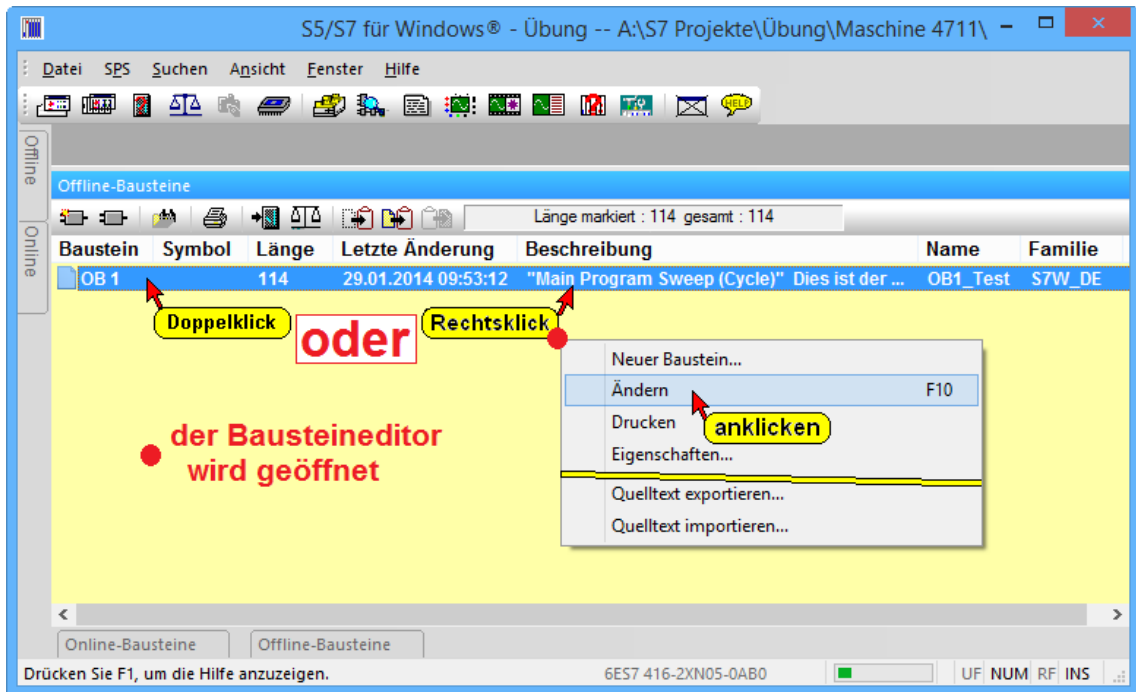 S5/S7 für Windows® - Übung -- A:\S7 Projekte\Übung\Maschine 4711\
Datei SPS Suchen Ansicht Fenster Hilfe
HELP
Offline
Online
Offline-Bausteine
Länge markiert : 114 gesamt : 114
Baustein Symbol Länge Letzte Änderung Beschreibung Name Familie
OB 1 114 29.01.2014 09:53:12 "Main Program Sweep (Cycle)" Dies ist der ... OB1_Test S7W_DE
Doppelklick
oder
Rechtsklick
Neuer Baustein...
Ändern F10
Drucken
anklicken
Eigenschaften...
Quelltext exportieren...
Quelltext importieren...
der Bausteineditor
wird geöffnet
Online-Bausteine Offline-Bausteine
Drücken Sie F1, um die Hilfe anzuzeigen. 6ES7 416-2XN05-0AB0 UF NUM RF INS